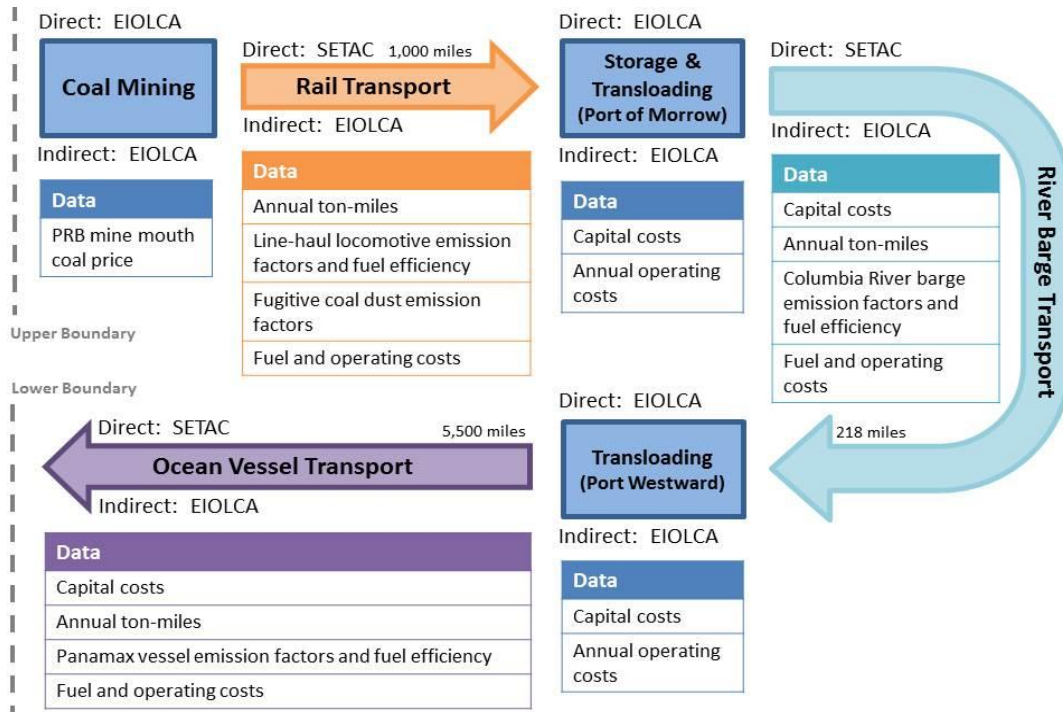 Direct: EIOLCA
Coal Mining
Indirect: EIOLCA
Data
PRB mine mouth
coal price
Direct: SETAC 1,000 miles
Rail Transport
Indirect: EIOLCA
Data
Annual ton-miles
Line-haul locomotive emission
factors and fuel efficiency
Fugitive coal dust emission
factors
Fuel and operating costs
Direct: EIOLCA
Storage &
Transloading
(Port of Morrow)
Indirect: EIOLCA
Data
Capital costs
Annual operating
costs
Direct: SETAC
Indirect: EIOLCA
River Barge Transport
Data
Capital costs
Annual ton-miles
Columbia River barge
emission factors and
fuel efficiency
Fuel and operating
costs
218 miles
Upper Boundary
Lower Boundary
Direct: EIOLCA
Transloading
(Port Westward)
Indirect: EIOLCA
Data
Capital costs
Annual operating
costs
Direct: SETAC 5,500 miles
Ocean Vessel Transport
Indirect: EIOLCA
Data
Capital costs
Annual ton-miles
Panamax vessel emission factors and fuel efficiency
Fuel and operating costs